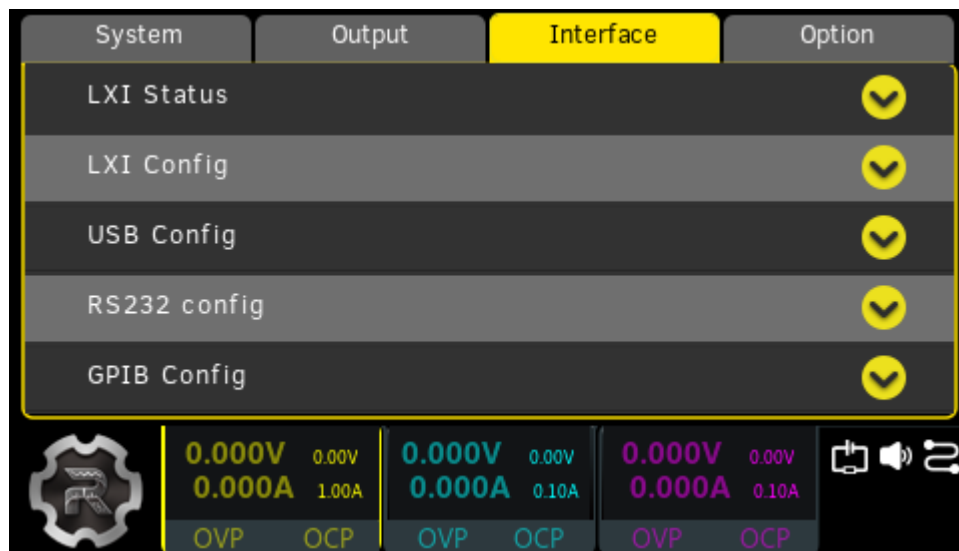 System Output Interface Option
LXI Status
LXI Config
USB Config
RS232 config
GPIB Config
0.000V 0.00V 0.000V 0.00V 0.000V 0.00V
0.000A 1.00A 0.000A 0.10A 0.000A 0.10A
OVP OCP OVP OCP OVP OCP